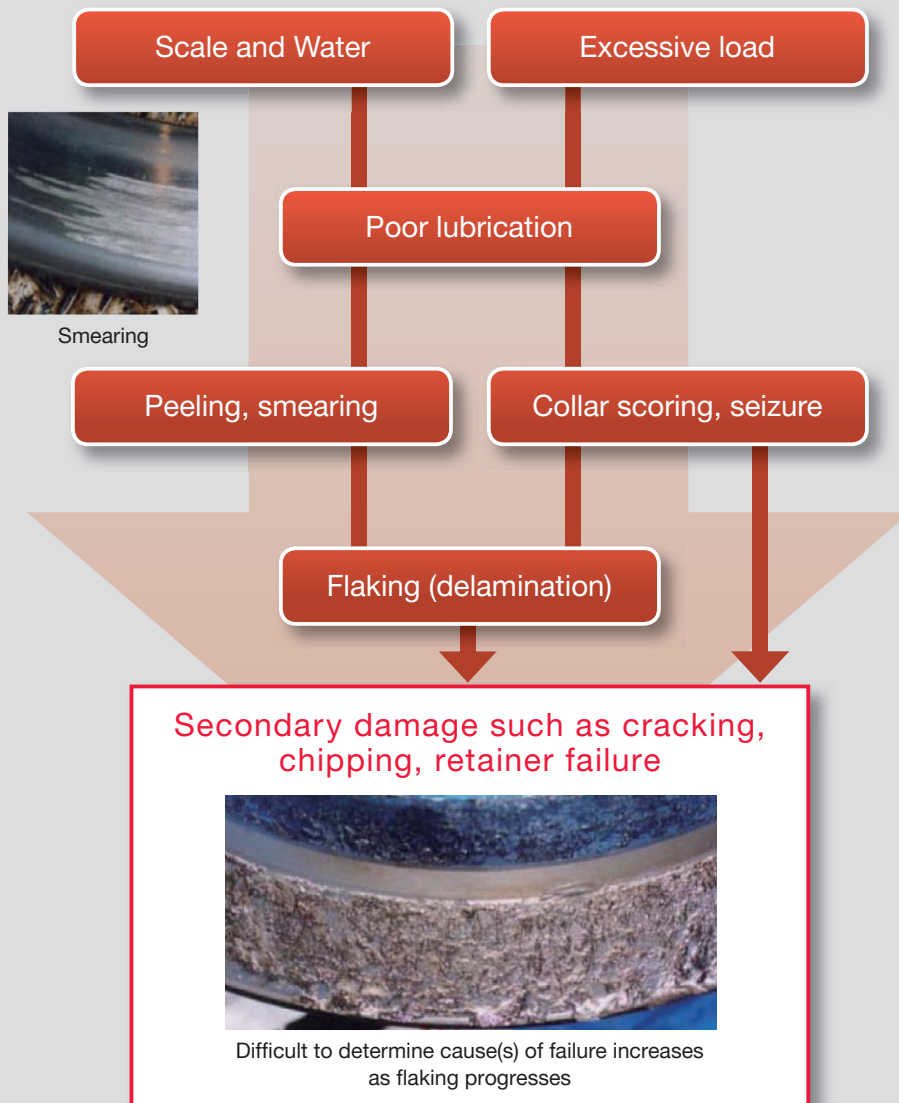 Scale and Water
Excessive load
Poor lubrication
Smearing
Peeling, smearing
Collar scoring, seizure
Flaking (delamination)
Secondary damage such as cracking,
chipping, retainer failure
Difficult to determine cause(s) of failure increases
as flaking progresses